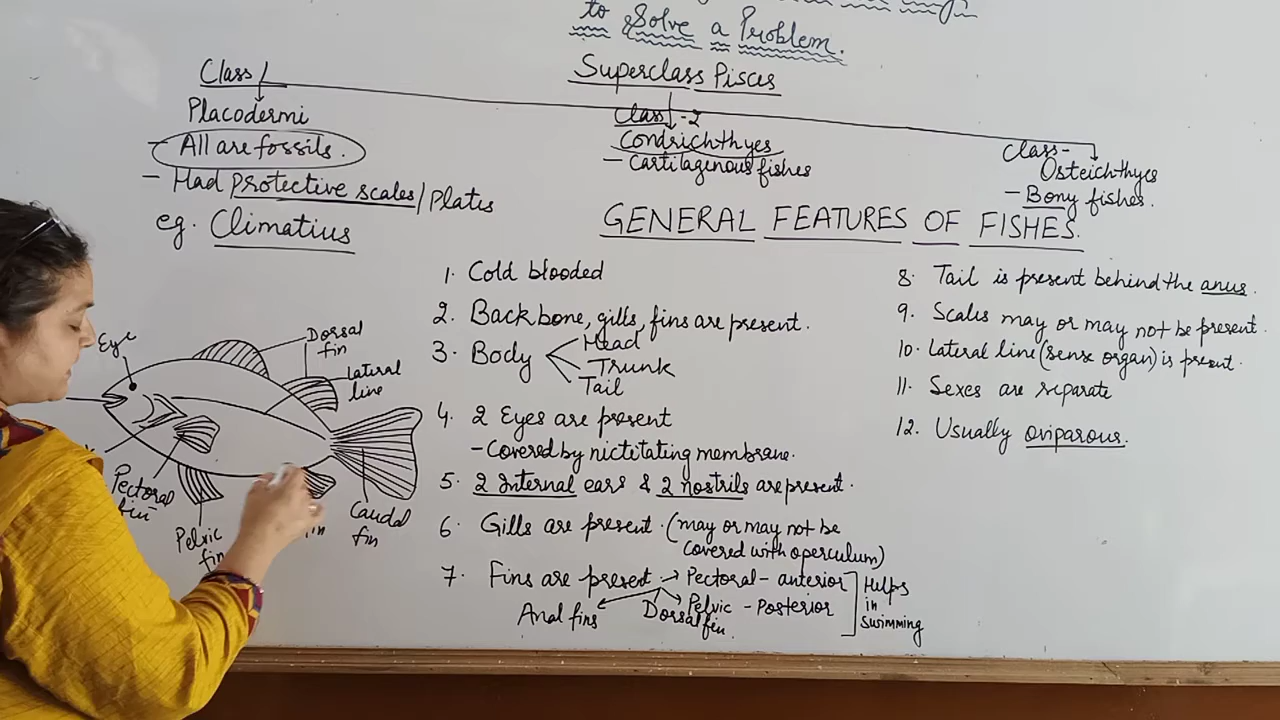 to Solve a Problem.
Superclass Pisces
Class 1
Placodermi
- All are fossils.
- Had protective scales/Plates
eg. Climatius
Class -2
Condrichthyes
- Cartilagenous fishes
Class-
Osteichthyes
- Bony fishes.
GENERAL FEATURES OF FISHES.
1. Cold blooded
2. Backbone, gills, fins are present.
3. Body
Head
Trunk
Tail
4. 2 Eyes are present
- Covered by nictitating membrane.
5. 2 Internal ears & 2 nostrils are present.
6. Gills are present. (may or may not be
covered with operculum)
7. Fins are present
Pectoral - anterior
Pelvic - Posterior
Dorsal fin.
Anal fins
Helps
in
Swimming
8. Tail is present behind the anus.
9. Scales may or may not be present.
10. Lateral line (sense organ) is present.
11. Sexes are separate
12. Usually oviparous.
Eye
Dorsal
fin
Lateral
line
Pectoral
fin
Pelvic
fin
Caudal
fin